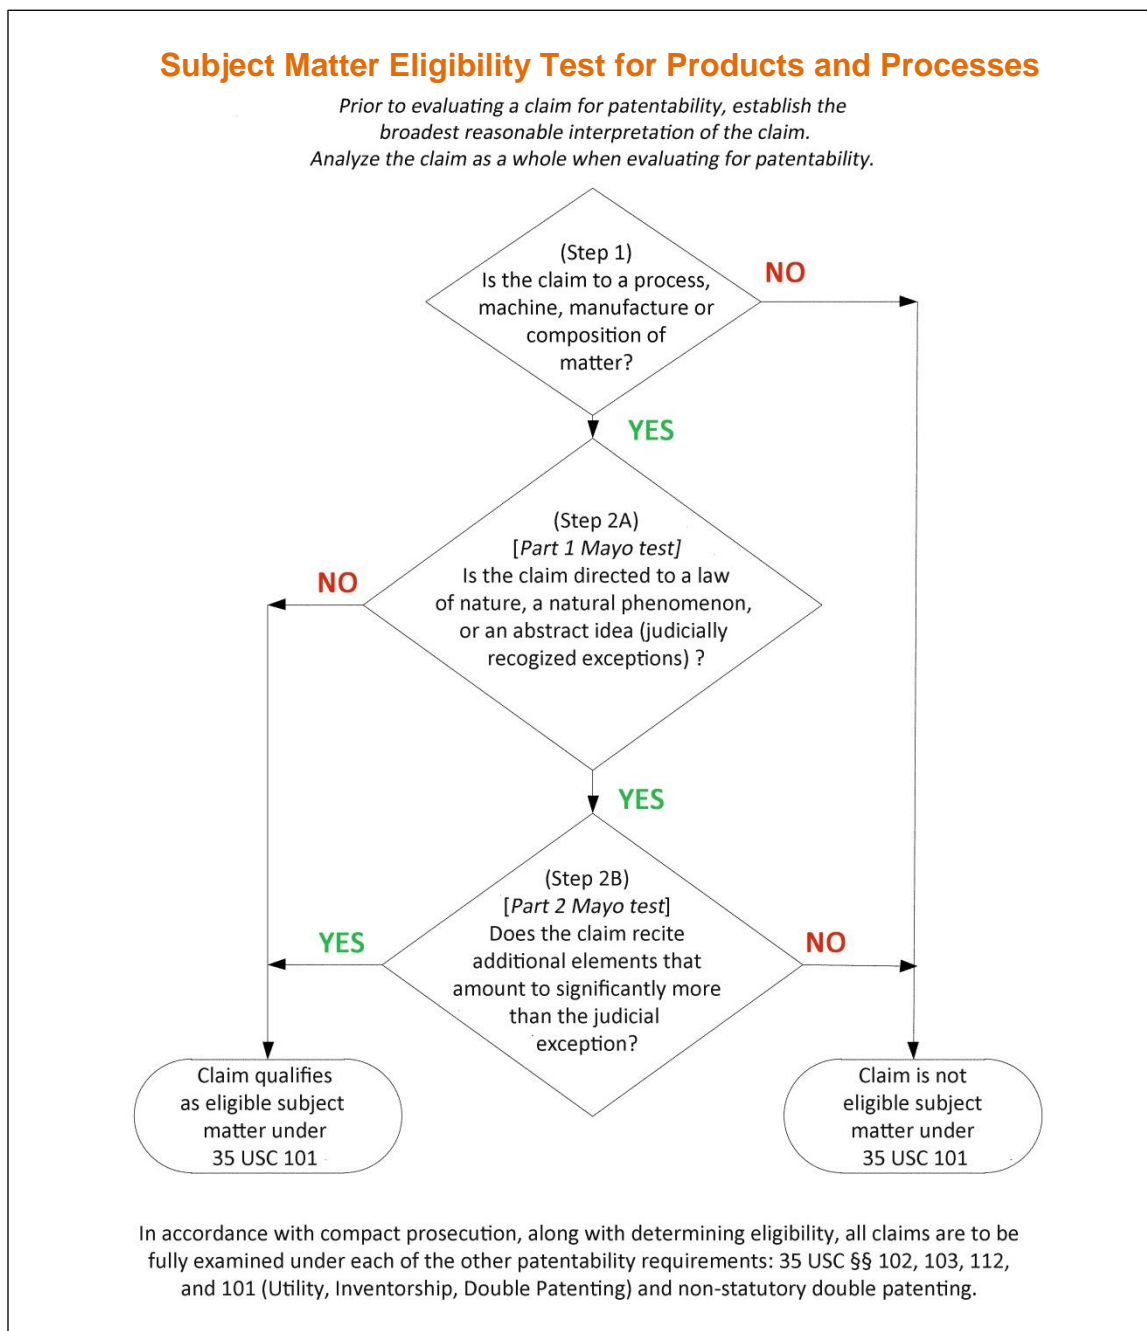 Subject Matter Eligibility Test for Products and Processes
Prior to evaluating a claim for patentability, establish the
broadest reasonable interpretation of the claim.
Analyze the claim as a whole when evaluating for patentability.
(Step 1)
Is the claim to a process,
machine, manufacture or
composition of
matter?
NO
YES
(Step 2A)
[Part 1 Mayo test]
Is the claim directed to a law
of nature, a natural phenomenon,
or an abstract idea (judicially
recogized exceptions) ?
NO
YES
(Step 2B)
[Part 2 Mayo test]
Does the claim recite
additional elements that
amount to significantly more
than the judicial
exception?
YES
NO
Claim qualifies
as eligible subject
matter under
35 USC 101
Claim is not
eligible subject
matter under
35 USC 101
In accordance with compact prosecution, along with determining eligibility, all claims are to be
fully examined under each of the other patentability requirements: 35 USC §§ 102, 103, 112,
and 101 (Utility, Inventorship, Double Patenting) and non-statutory double patenting.